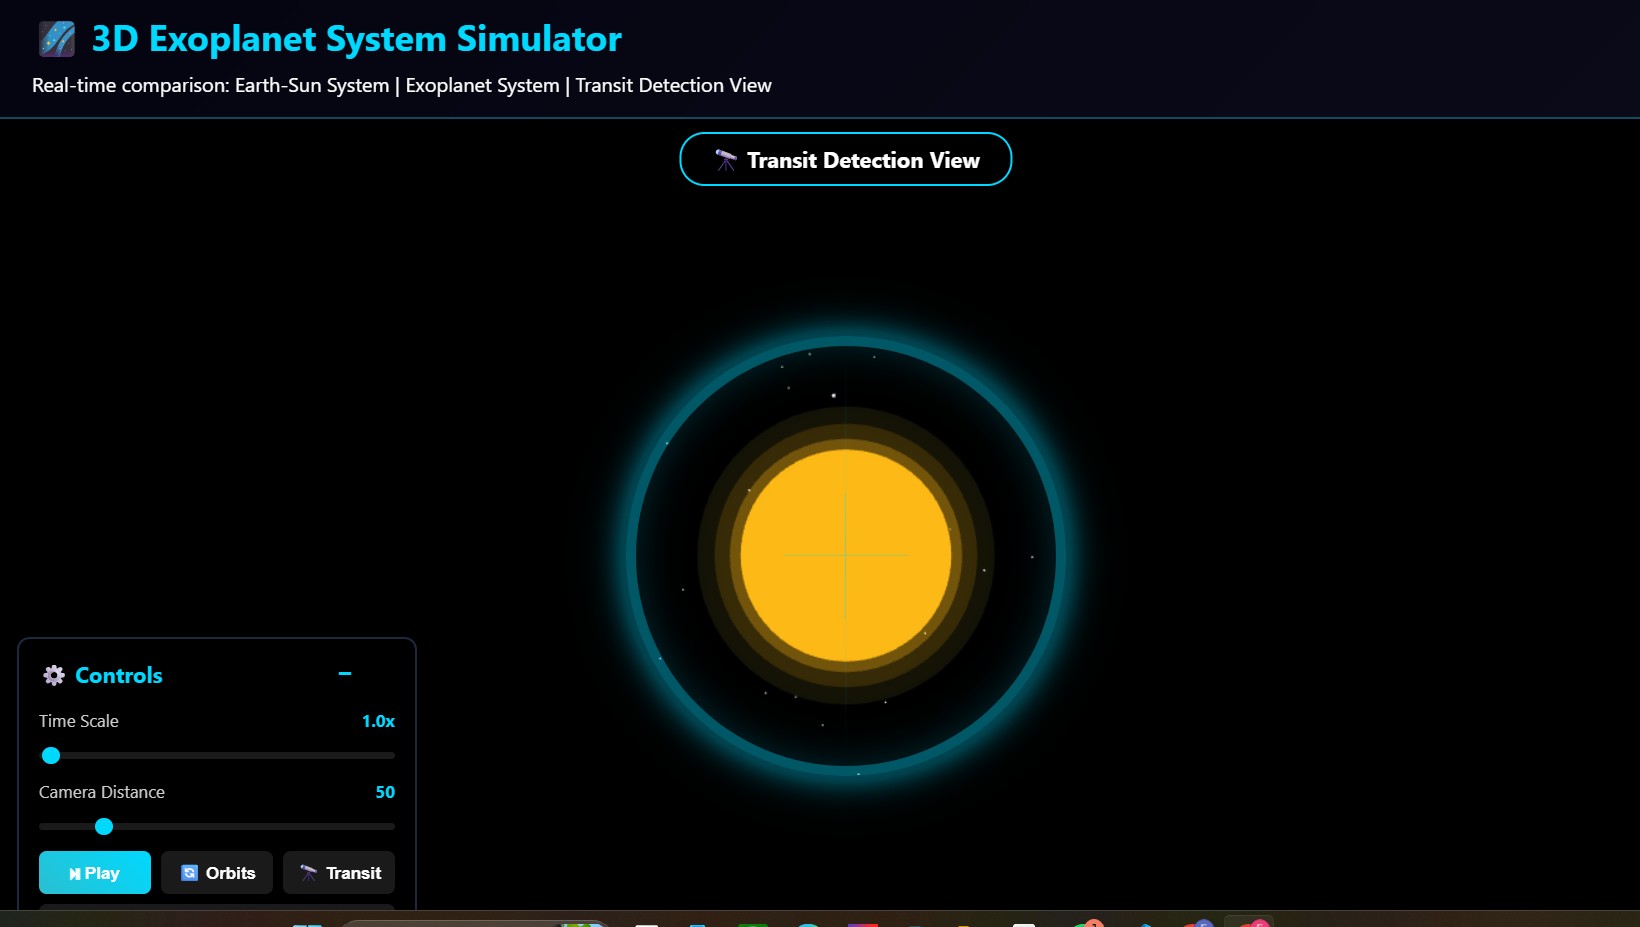 3D Exoplanet System Simulator
Real-time comparison: Earth-Sun System | Exoplanet System | Transit Detection View
Transit Detection View
Controls
Time Scale 1.0x
Camera Distance 50
Play Orbits Transit